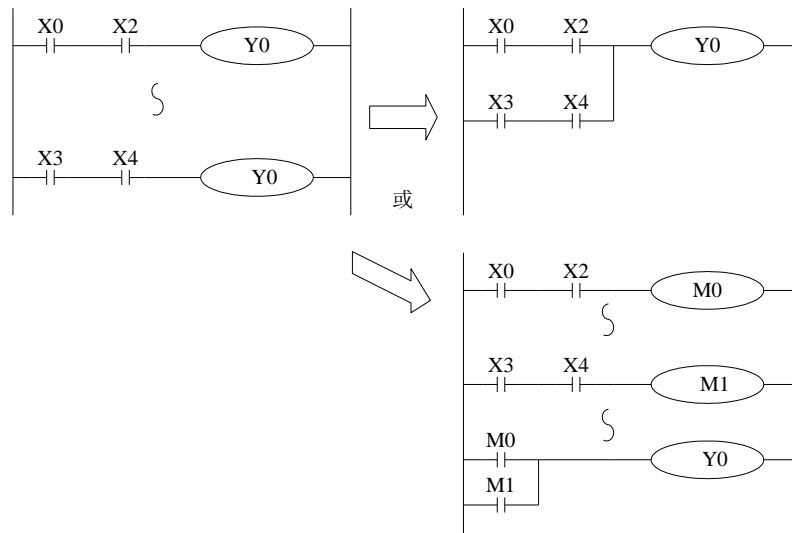 X0 X2 Y0
X3 X4 Y0
或
X0 X2 Y0
X3 X4
X0 X2 M0
X3 X4 M1
M0 Y0
M1